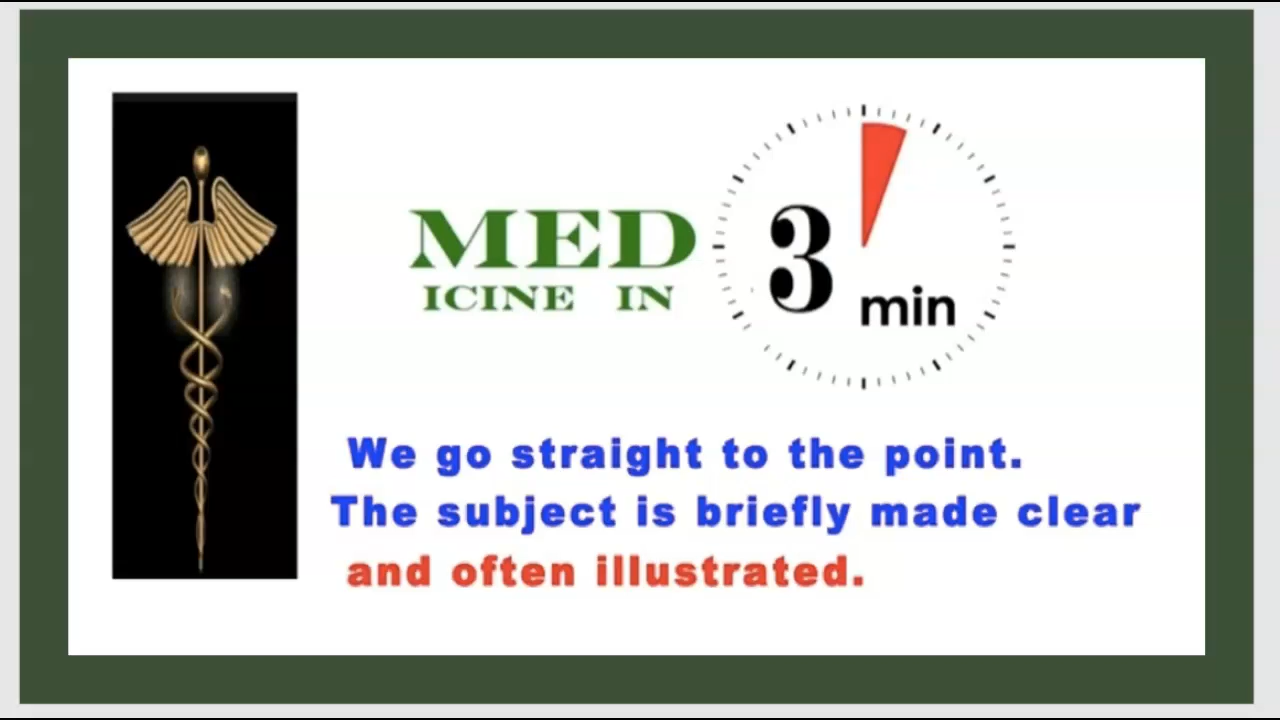 MED
ICINE IN
3 min
We go straight to the point.
The subject is briefly made clear
and often illustrated.